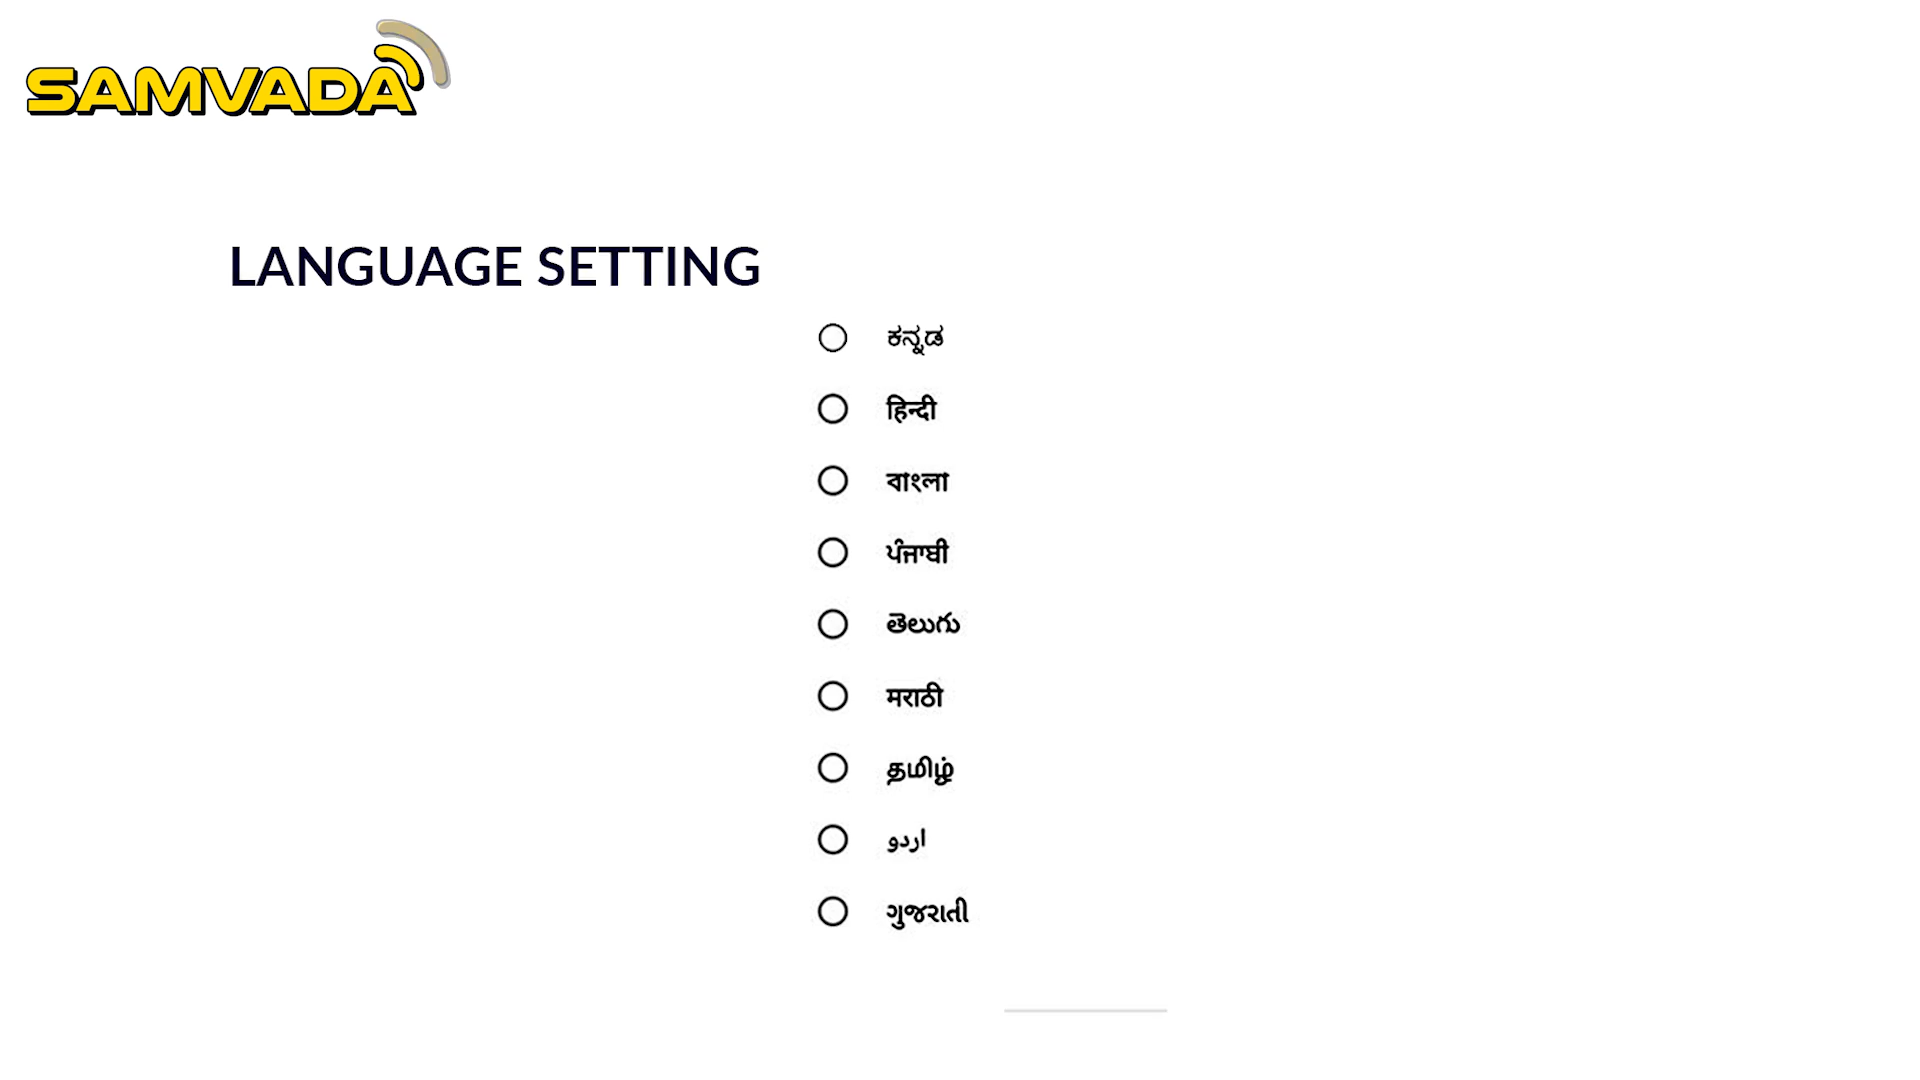 SAMVADA
LANGUAGE SETTING
ಕನ್ನಡ
हिन्दी
বাংলা
ਪੰਜਾਬੀ
తెలుగు
मराठी
தமிழ்
اردو
ગુજરાતી